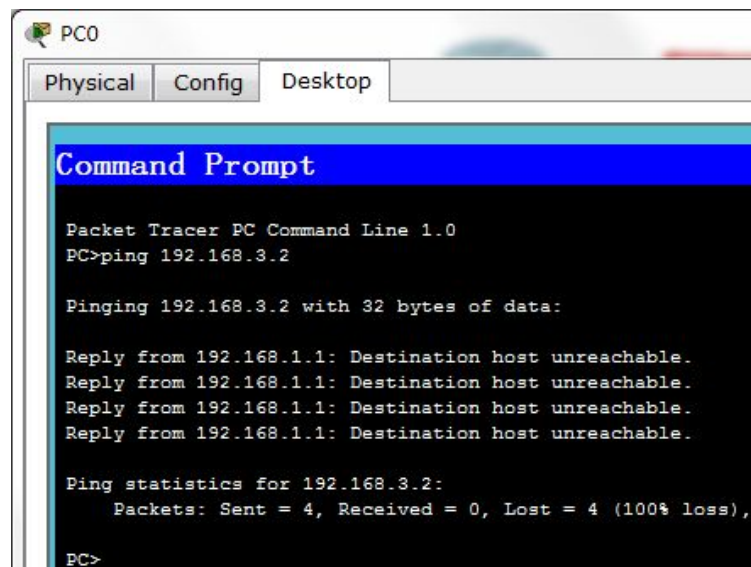 PC0
Physical Config Desktop
Command Prompt
Packet Tracer PC Command Line 1.0
PC>ping 192.168.3.2
Pinging 192.168.3.2 with 32 bytes of data:
Reply from 192.168.1.1: Destination host unreachable.
Reply from 192.168.1.1: Destination host unreachable.
Reply from 192.168.1.1: Destination host unreachable.
Reply from 192.168.1.1: Destination host unreachable.
Ping statistics for 192.168.3.2:
Packets: Sent = 4, Received = 0, Lost = 4 (100% loss),
PC>